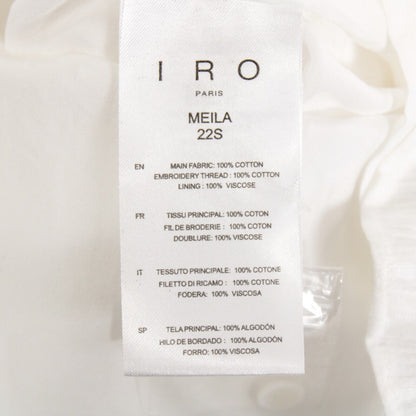 IRO
PARIS
MEILA
22S
EN MAIN FABRIC: 100% COTTON
EMBROIDERY THREAD: 100% COTTON
LINING: 100% VISCOSE
FR TISSU PRINCIPAL: 100% COTON
FIL DE BRODERIE: 100% COTON
DOUBLURE: 100% VISCOSE
IT TESSUTO PRINCIPALE: 100% COTONE
FILETTO DI RICAMO: 100% COTONE
FODERA: 100% VISCOSA
SP TELA PRINCIPAL: 100% ALGODÓN
HILO DE BORDADO: 100% ALGODÓN
FORRO: 100% VISCOSA